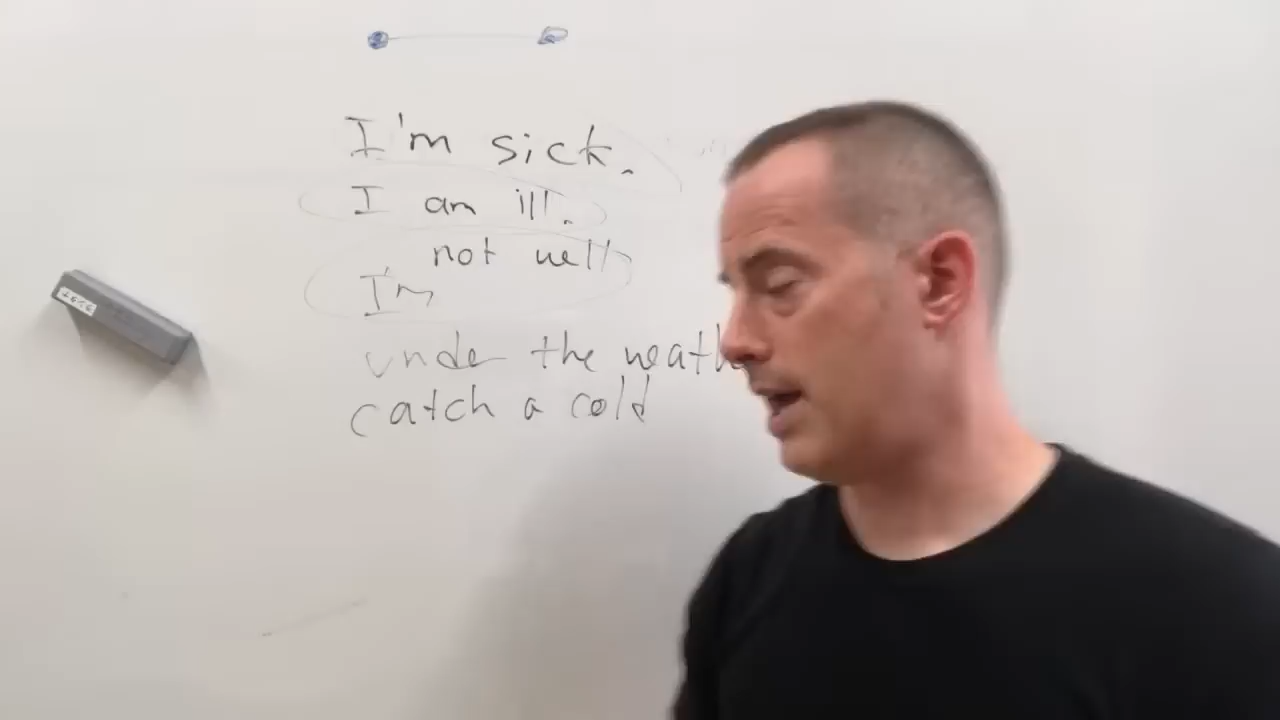 I'm sick.
I am ill.
not well
I'm
under the weath
catch a cold